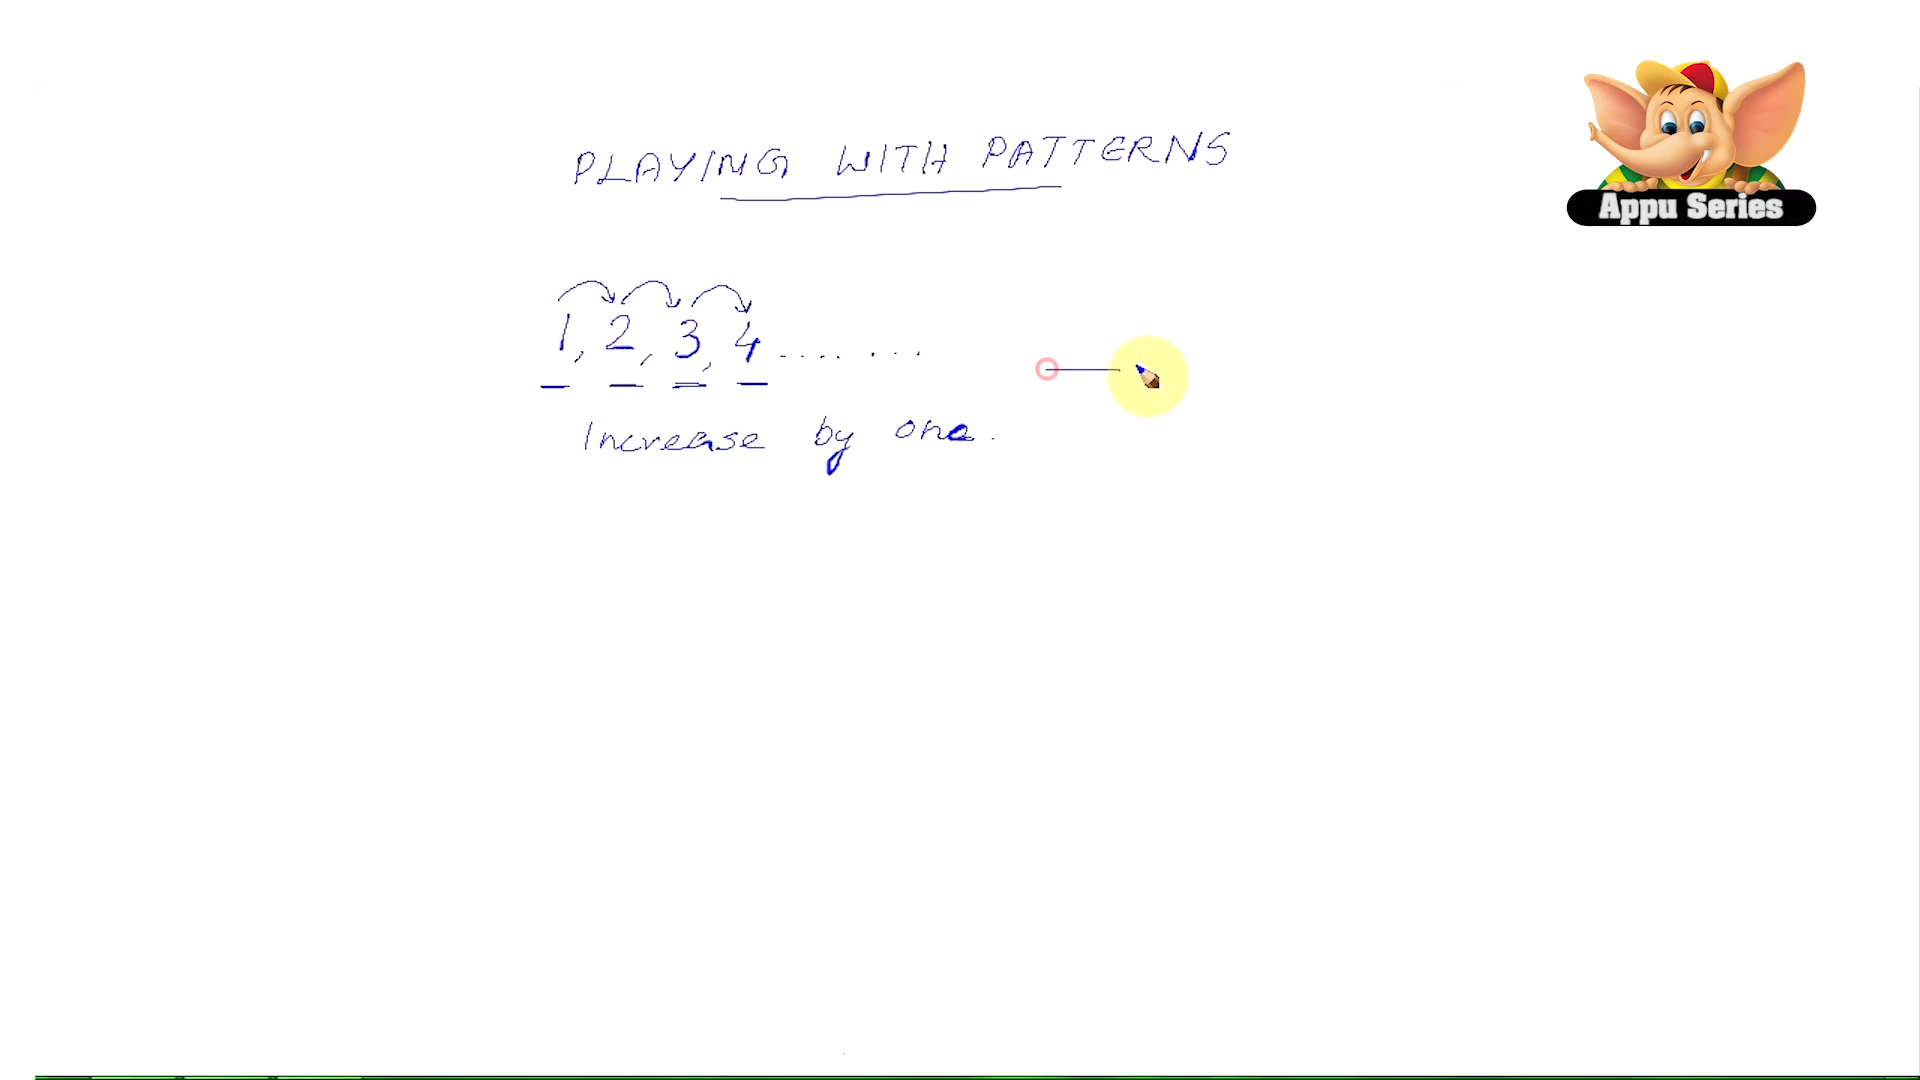 PLAYING WITH PATTERNS
Appu Series
1, 2, 3, 4 .... ...
Increase by one.